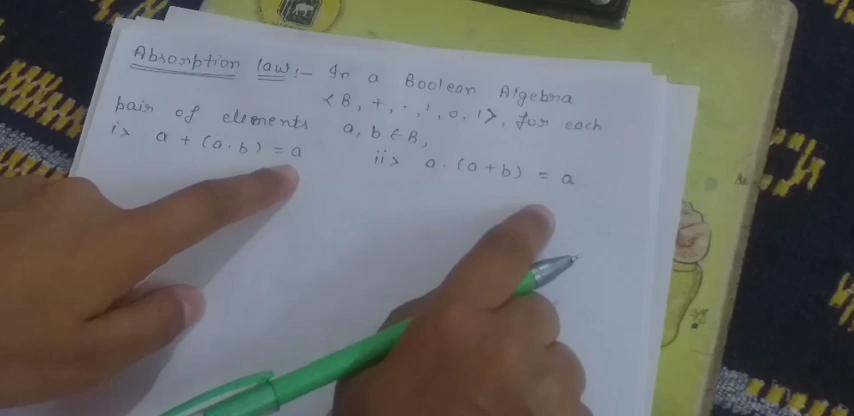 Absorption law :- In a Boolean Algebra
< B, +, ·, ', 0, 1 >, for each
pair of elements a, b ∈ B,
i> a + (a · b) = a
ii> a · (a + b) = a